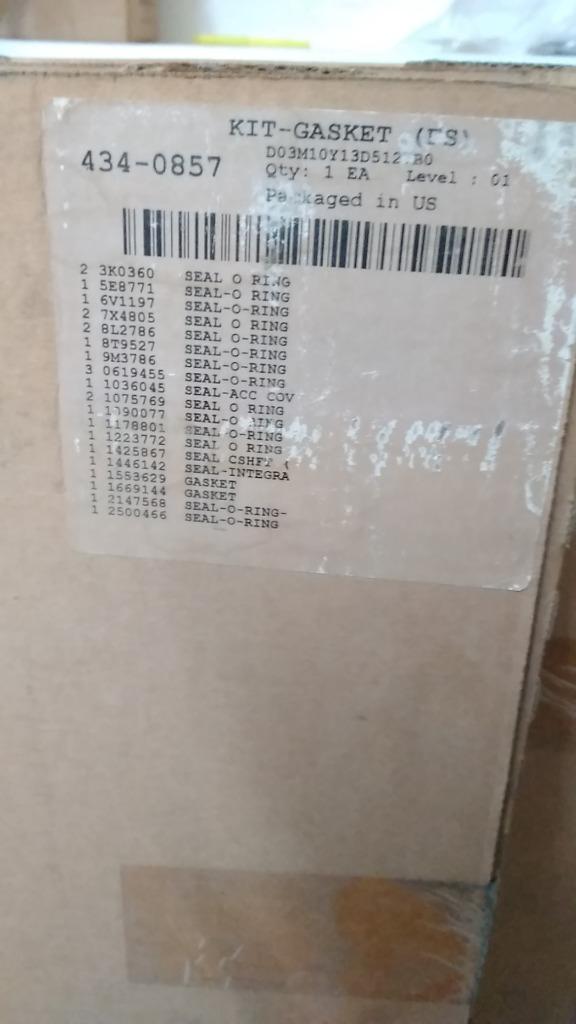 KIT-GASKET (FS)
434-0857
D03M10Y13D512 B0
Qty: 1 EA Level : 01
Packaged in US
2 3K0360 SEAL O RING
1 5E8771 SEAL-O RING
1 6V1197 SEAL-O-RING
2 7X4805 SEAL O RING
2 8L2786 SEAL O-RING
1 8T9527 SEAL-O-RING
1 9M3786 SEAL-O-RING
3 0619455 SEAL-O-RING
1 1036045 SEAL-ACC COV
2 1075769 SEAL O RING
1 1090077 SEAL-O RING
1 1178801 SEAL-O-RING
1 1223772 SEAL O RING
1 1425867 SEAL CSHFT (
1 1446142 SEAL-INTEGRA
1 1553629 GASKET
1 1669144 GASKET
1 2147568 SEAL-O-RING-
1 2500466 SEAL-O-RING